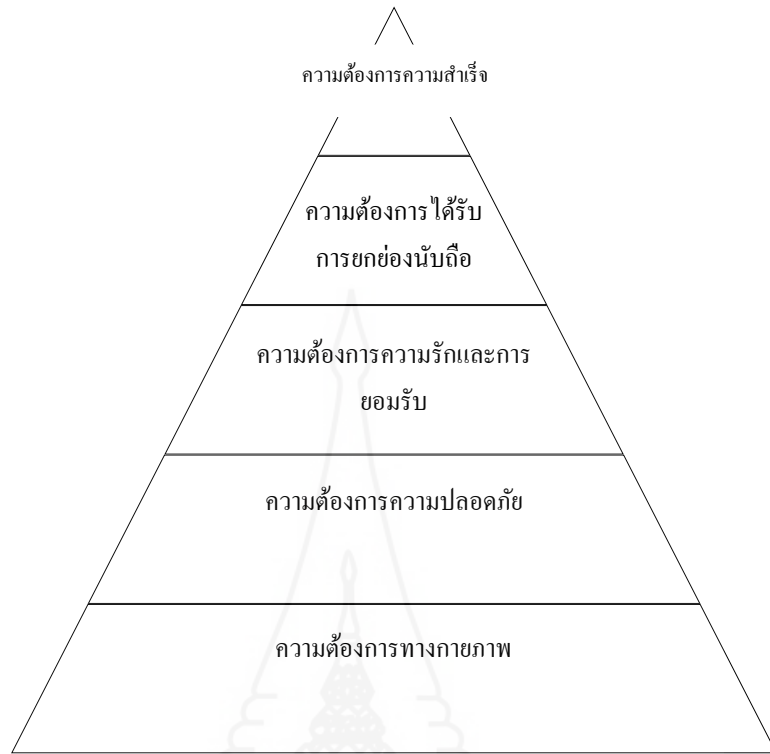 ความต้องการความสำเร็จ
ความต้องการได้รับ
การยกย่องนับถือ
ความต้องการความรักและการ
ยอมรับ
ความต้องการความปลอดภัย
ความต้องการทางกายภาพ